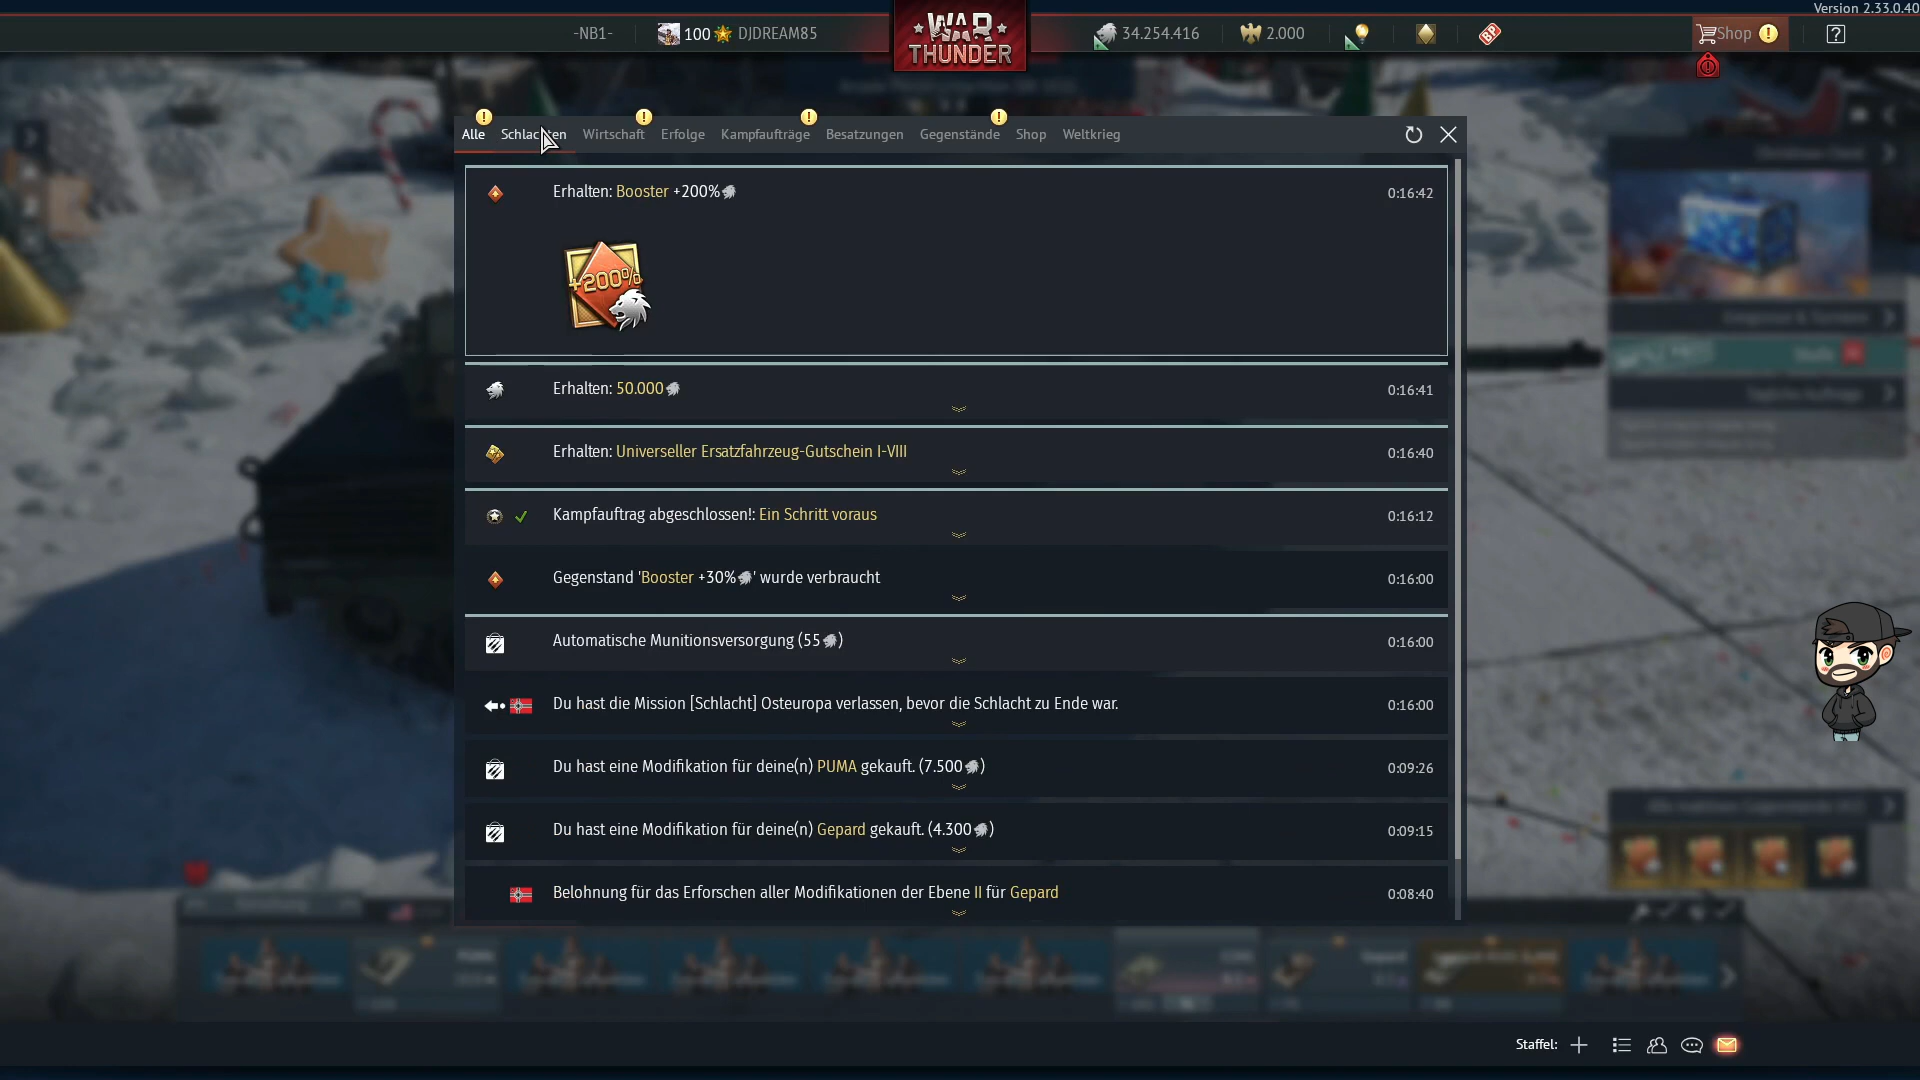 Version 2.33.0.40
-NB1-
100 DJDREAM85
WAR THUNDER
34.254.416
2.000
BP
Shop
Alle Schlachten Wirtschaft Erfolge Kampfaufträge Besatzungen Gegenstände Shop Weltkrieg
Erhalten: Booster +200%
0:16:42
+200%
Erhalten: 50.000
0:16:41
Erhalten: Universeller Ersatzfahrzeug-Gutschein I-VIII
0:16:40
Kampfauftrag abgeschlossen!: Ein Schritt voraus
0:16:12
Gegenstand 'Booster +30%' wurde verbraucht
0:16:00
Automatische Munitionsversorgung (55)
0:16:00
Du hast die Mission [Schlacht] Osteuropa verlassen, bevor die Schlacht zu Ende war.
0:16:00
Du hast eine Modifikation für deine(n) PUMA gekauft. (7.500)
0:09:26
Du hast eine Modifikation für deine(n) Gepard gekauft. (4.300)
0:09:15
Belohnung für das Erforschen aller Modifikationen der Ebene II für Gepard
0:08:40
Staffel: